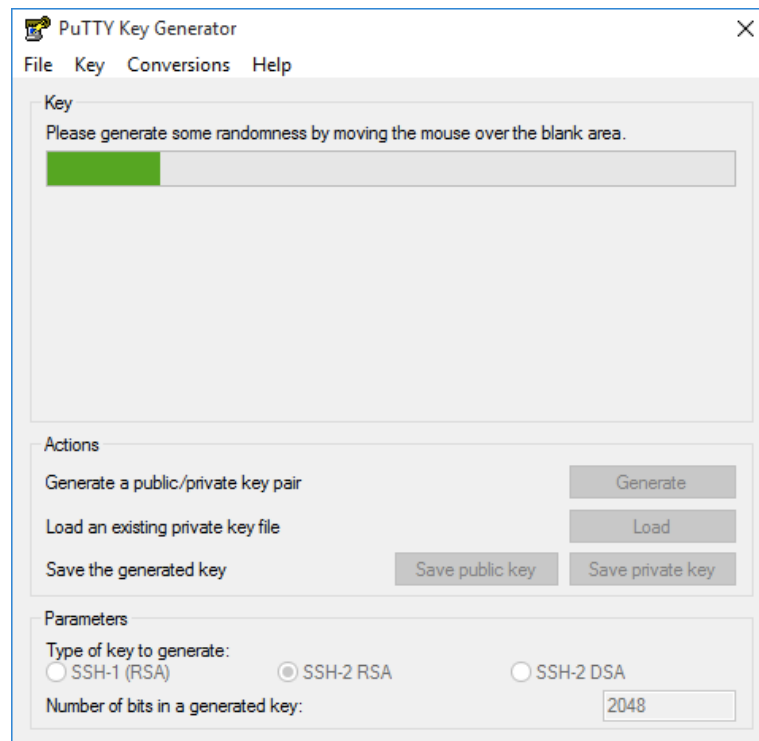 PuTTY Key Generator
File Key Conversions Help
Key
Please generate some randomness by moving the mouse over the blank area.
Actions
Generate a public/private key pair Generate
Load an existing private key file Load
Save the generated key Save public key Save private key
Parameters
Type of key to generate:
SSH-1 (RSA) SSH-2 RSA SSH-2 DSA
Number of bits in a generated key: 2048